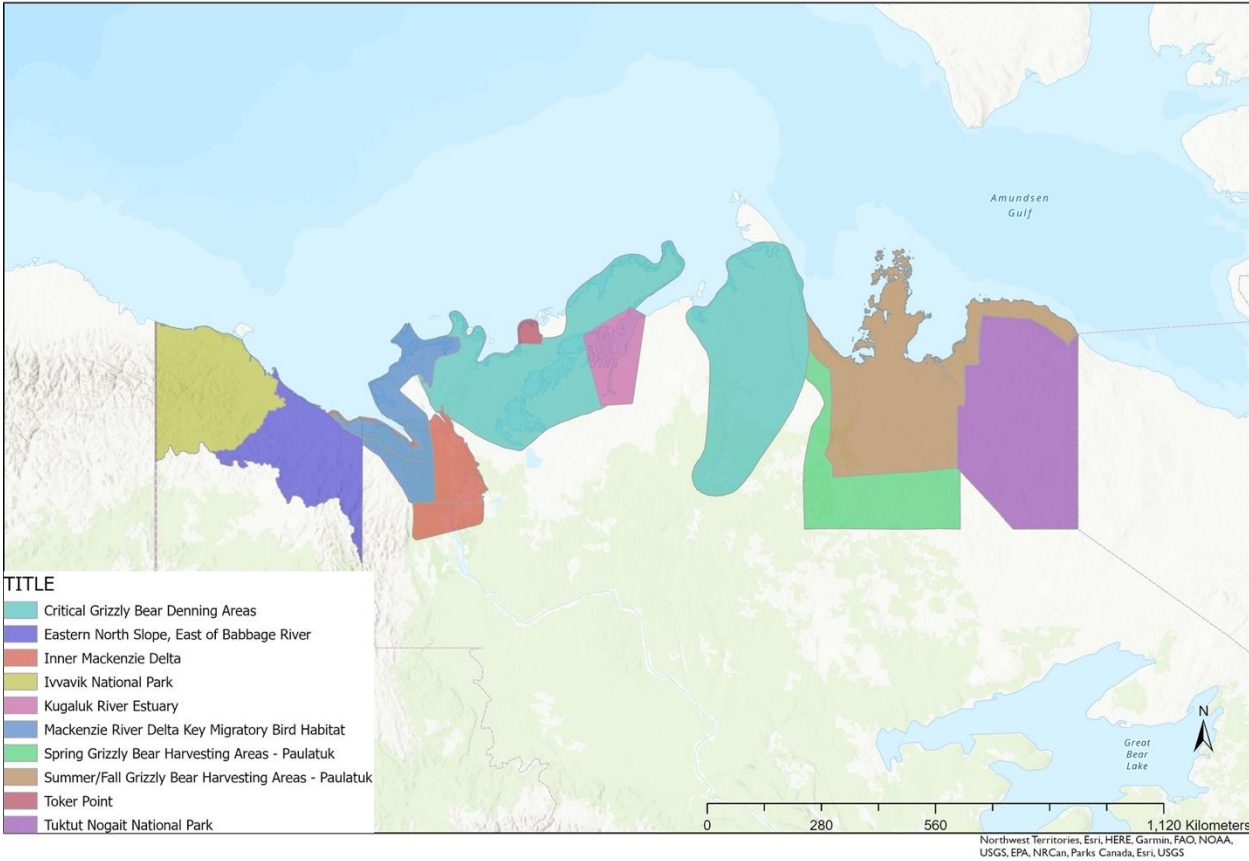 Amundsen
Gulf
TITLE
Critical Grizzly Bear Denning Areas
Eastern North Slope, East of Babbage River
Inner Mackenzie Delta
Ivvavik National Park
Kugaluk River Estuary
Mackenzie River Delta Key Migratory Bird Habitat
Spring Grizzly Bear Harvesting Areas - Paulatuk
Summer/Fall Grizzly Bear Harvesting Areas - Paulatuk
Toker Point
Tuktut Nogait National Park
N
Great
Bear
Lake
0 280 560 1,120 Kilometers
Northwest Territories, Esri, HERE, Garmin, FAO, NOAA,
USGS, EPA, NRCan, Parks Canada, Esri, USGS